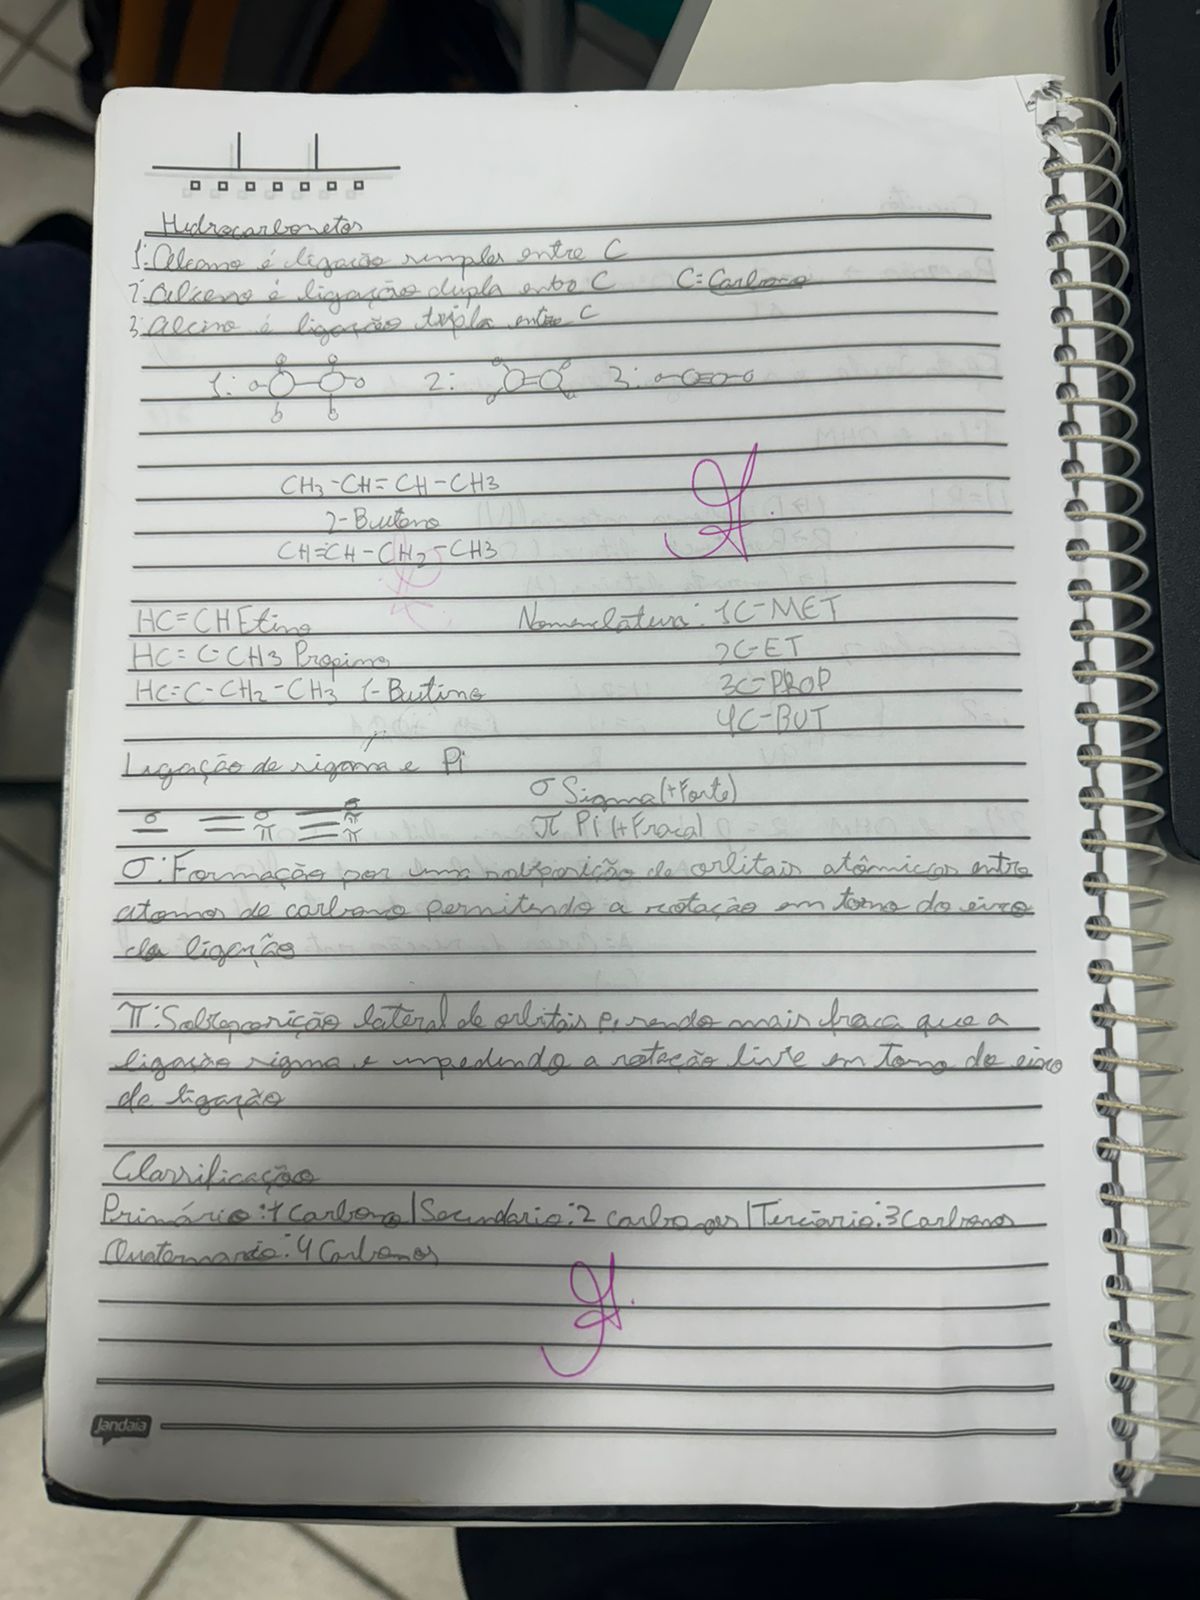 Hidrocarbonetos
1: Alcano é ligação simples entre C
2: Alceno é ligação dupla entre C C=Carbono
3: Alcino é ligação tripla entre C
1: 2: 3:
CH3-CH=CH-CH3
2-Buteno
CH=CH-CH2-CH3
HC=CH Etino Nomenclatura: 1C-MET
HC=C-CH3 Propino 2C-ET
HC=C-CH2-CH3 1-Butino 3C-PROP
4C-BUT
Ligação de sigma e Pi
σ Sigma (+Forte)
σ σ π σ π π π Pi (+Fraca)
σ: Formação por uma sobreposição de orbitais atômicos entre
atomos de carbono permitindo a rotação em torno do eixo
da ligação
π: Sobreposição lateral de orbitais p, sendo mais fraca que a
ligação sigma e impedindo a rotação livre em torno do eixo
de ligação
Classificação
Primário: 1 Carbono | Secundario: 2 carbonos | Terciario: 3 Carbonos
Quaternario: 4 Carbonos
jandaia